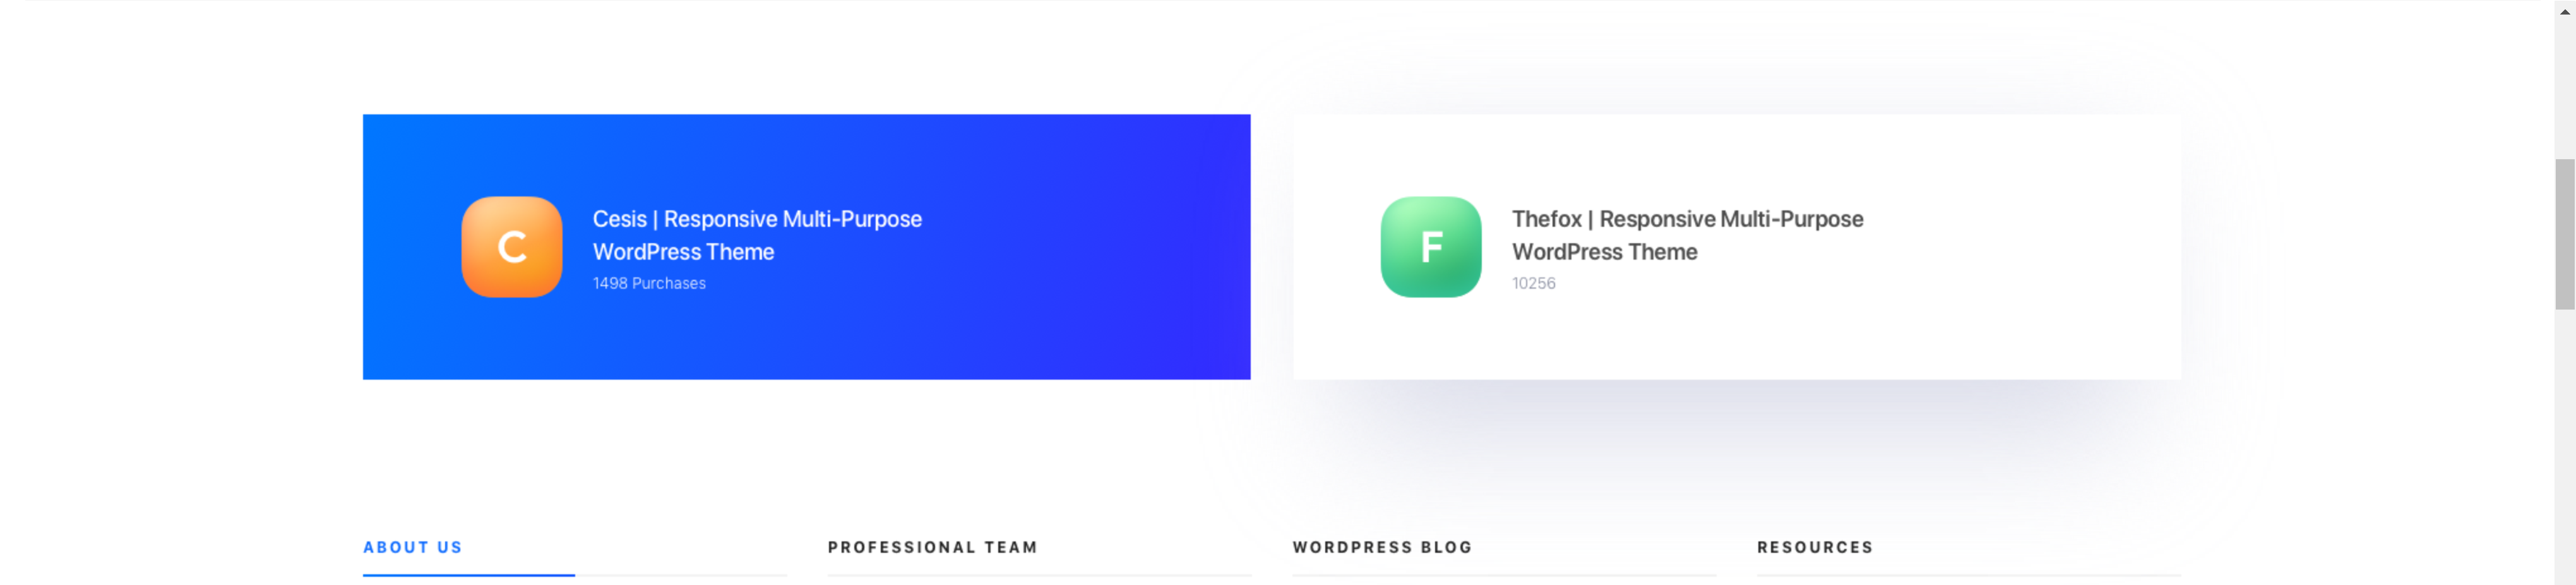 C
Cesis | Responsive Multi-Purpose
WordPress Theme
1498 Purchases
F
Thefox | Responsive Multi-Purpose
WordPress Theme
10256
ABOUT US
PROFESSIONAL TEAM
WORDPRESS BLOG
RESOURCES